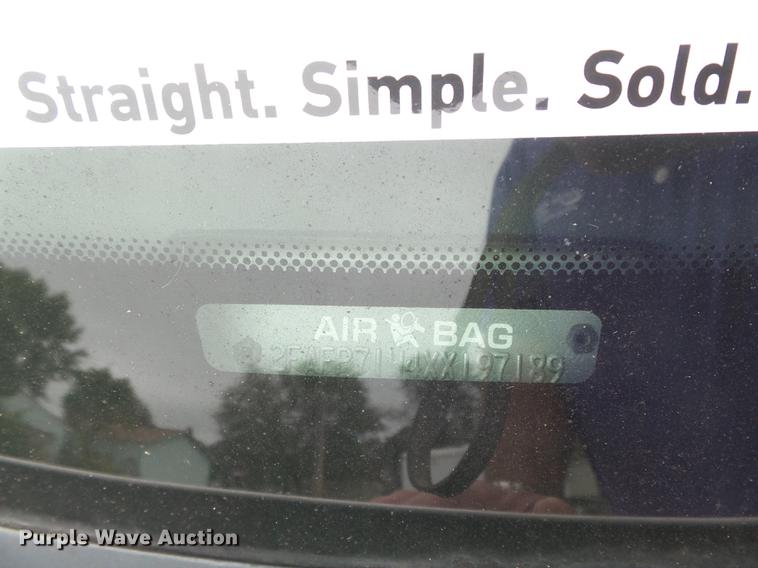 Straight. Simple. Sold.
AIR BAG
2FAFP71W4XX197189
Purple Wave Auction